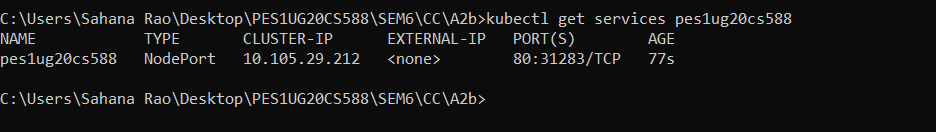 C:\Users\Sahana Rao\Desktop\PES1UG20CS588\SEM6\CC\A2b>kubectl get services pes1ug20cs588
NAME TYPE CLUSTER-IP EXTERNAL-IP PORT(S) AGE
pes1ug20cs588 NodePort 10.105.29.212 <none> 80:31283/TCP 77s
C:\Users\Sahana Rao\Desktop\PES1UG20CS588\SEM6\CC\A2b>